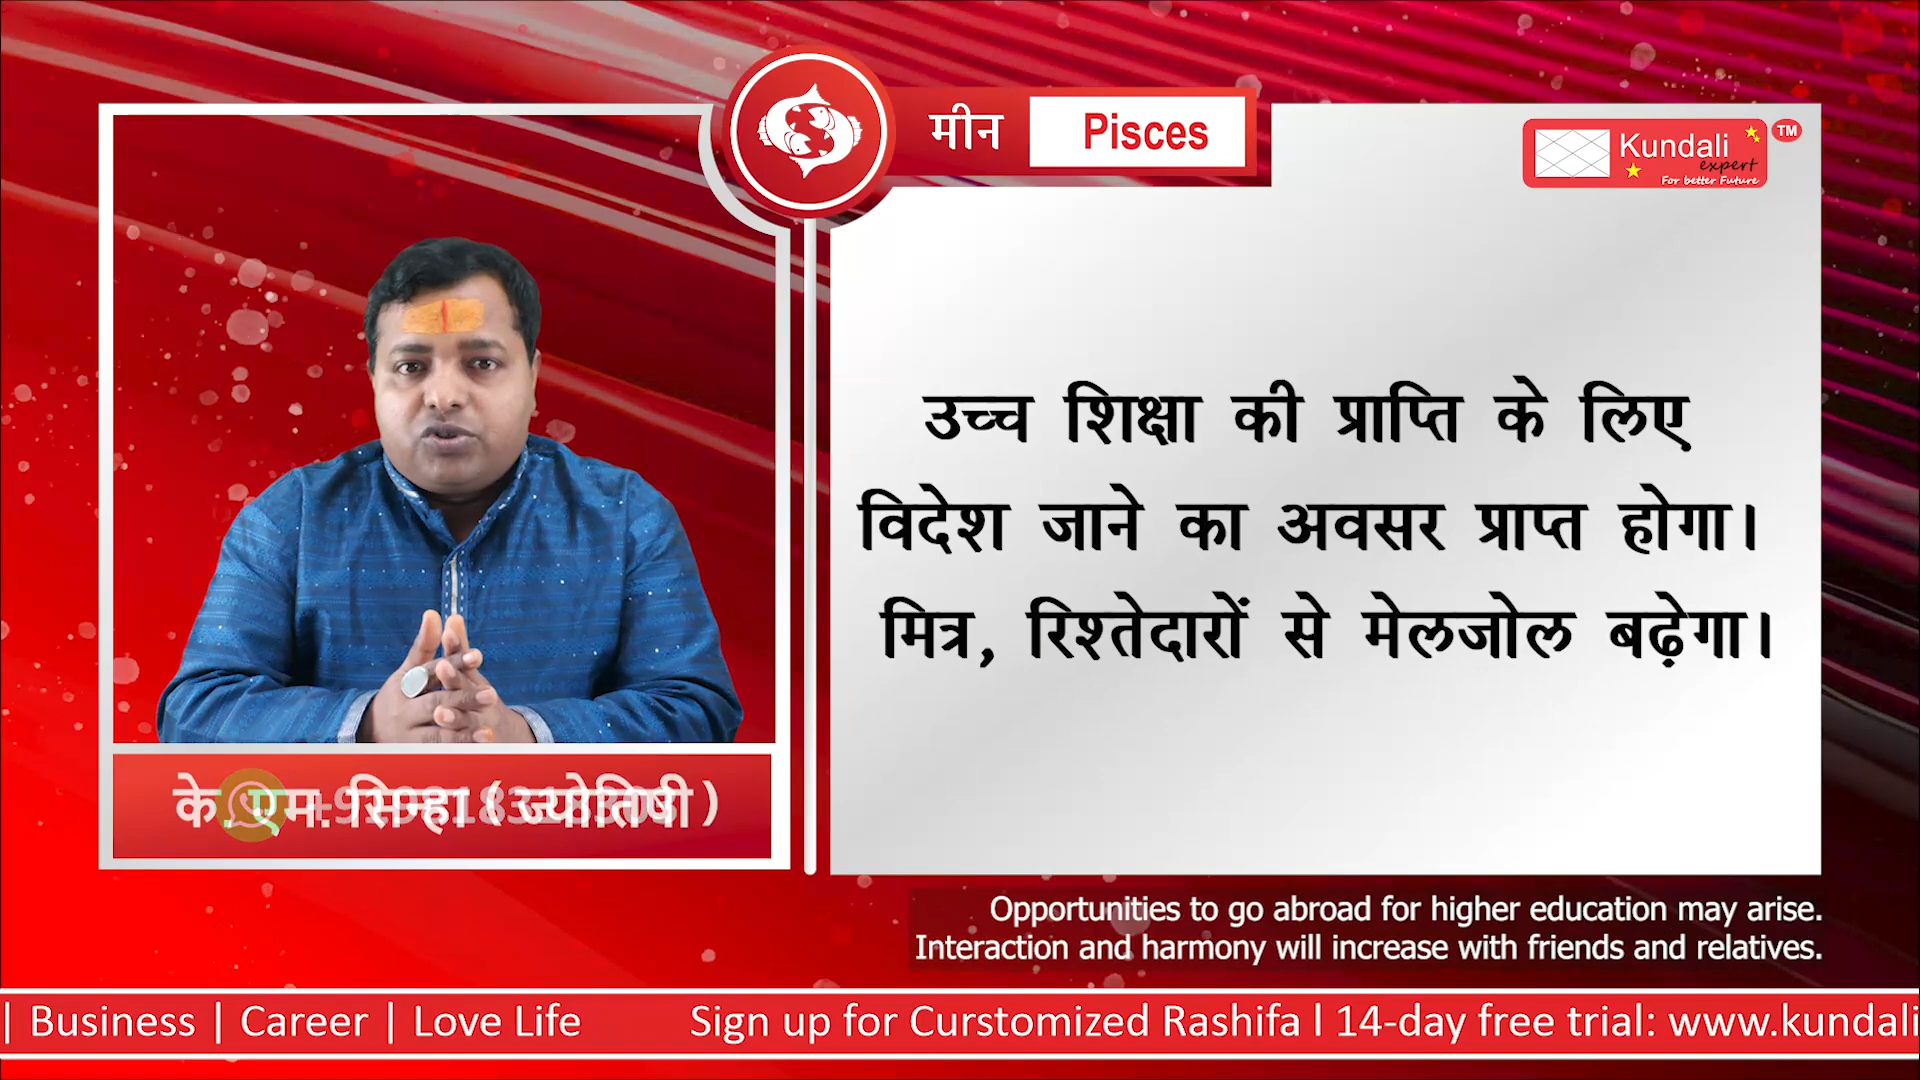 मीन
Pisces
Kundali
expert
For better Future
TM
उच्च शिक्षा की प्राप्ति के लिए
विदेश जाने का अवसर प्राप्त होगा।
मित्र, रिश्तेदारों से मेलजोल बढ़ेगा।
के. एम. सिन्हा ( ज्योतिषी )
Opportunities to go abroad for higher education may arise.
Interaction and harmony will increase with friends and relatives.
| Business | Career | Love Life Sign up for Curstomized Rashifa l 14-day free trial: www.kundali